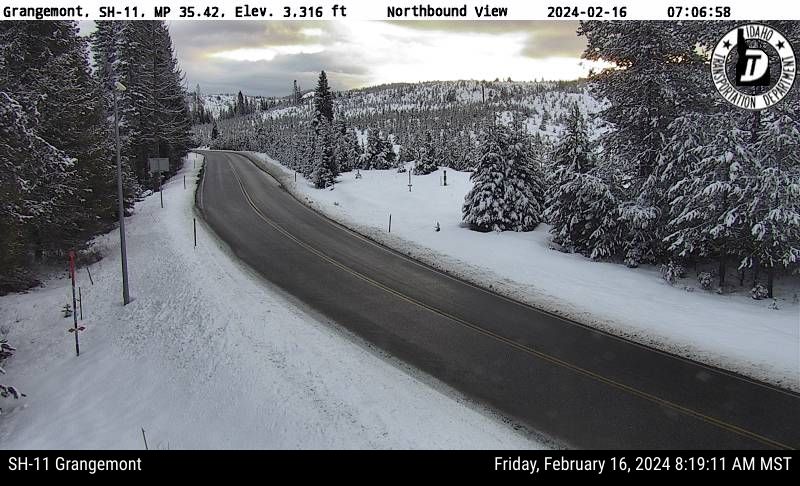 Grangemont, SH-11, MP 35.42, Elev. 3,316 ft Northbound View 2024-02-16 07:06:58
IDAHO
TRANSPORTATION DEPARTMENT
SH-11 Grangemont Friday, February 16, 2024 8:19:11 AM MST